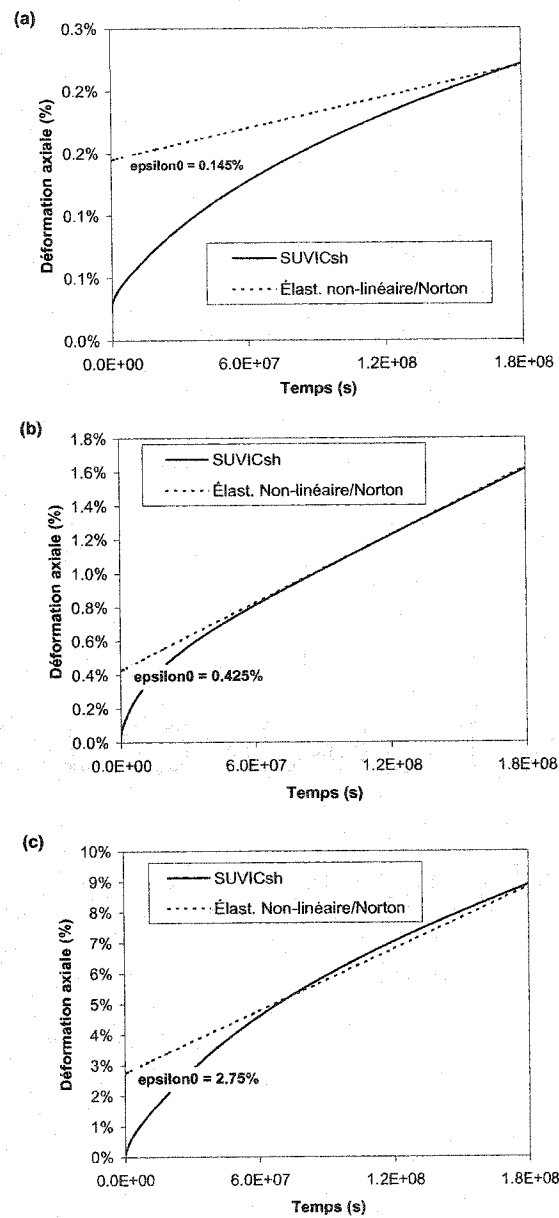 (a)
Déformation axiale (%)
0.3%
0.2%
0.2%
0.1%
0.1%
0.0%
epsilon0 = 0.145%
SUVICsh
Élast. non-linéaire/Norton
0.0E+00 6.0E+07 1.2E+08 1.8E+08
Temps (s)
(b)
Déformation axiale (%)
1.8%
1.6%
1.4%
1.2%
1.0%
0.8%
0.6%
0.4%
0.2%
0.0%
SUVICsh
Élast. Non-linéaire/Norton
epsilon0 = 0.425%
0.0E+00 6.0E+07 1.2E+08 1.8E+08
Temps (s)
(c)
Déformation axiale (%)
10%
9%
8%
7%
6%
5%
4%
3%
2%
1%
0%
SUVICsh
Élast. Non-linéaire/Norton
epsilon0 = 2.75%
0.0E+00 6.0E+07 1.2E+08 1.8E+08
Temps (s)